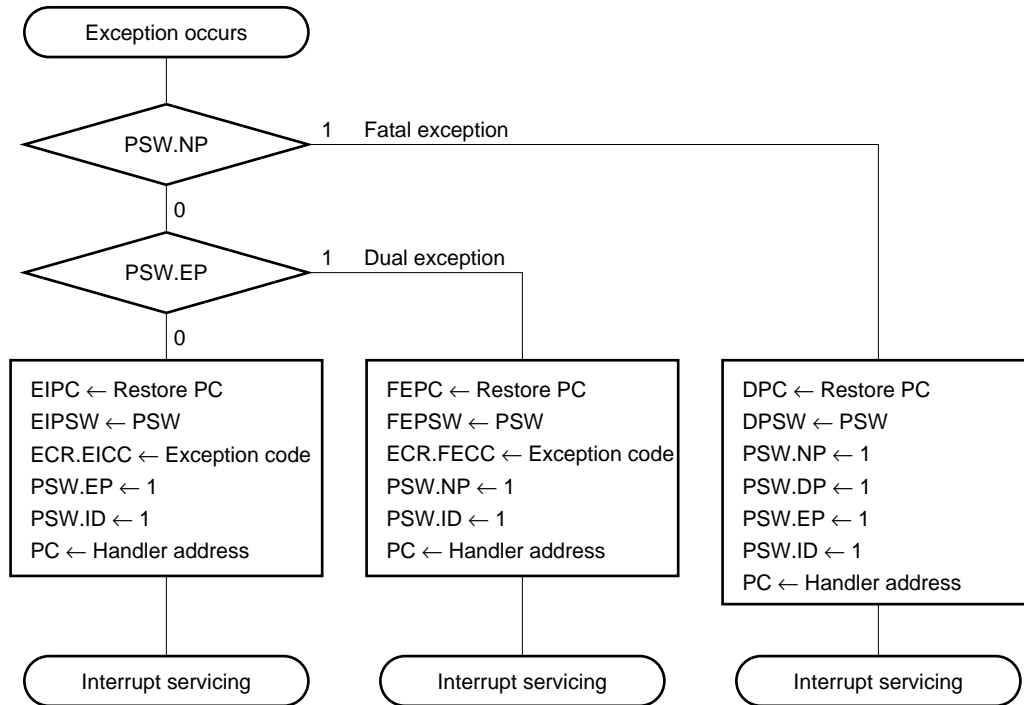 Exception occurs
PSW.NP
1 Fatal exception
0
PSW.EP
1 Dual exception
0
EIPC ← Restore PC
EIPSW ← PSW
ECR.EICC ← Exception code
PSW.EP ← 1
PSW.ID ← 1
PC ← Handler address
FEPC ← Restore PC
FEPSW ← PSW
ECR.FECC ← Exception code
PSW.NP ← 1
PSW.ID ← 1
PC ← Handler address
DPC ← Restore PC
DPSW ← PSW
PSW.NP ← 1
PSW.DP ← 1
PSW.EP ← 1
PSW.ID ← 1
PC ← Handler address
Interrupt servicing
Interrupt servicing
Interrupt servicing